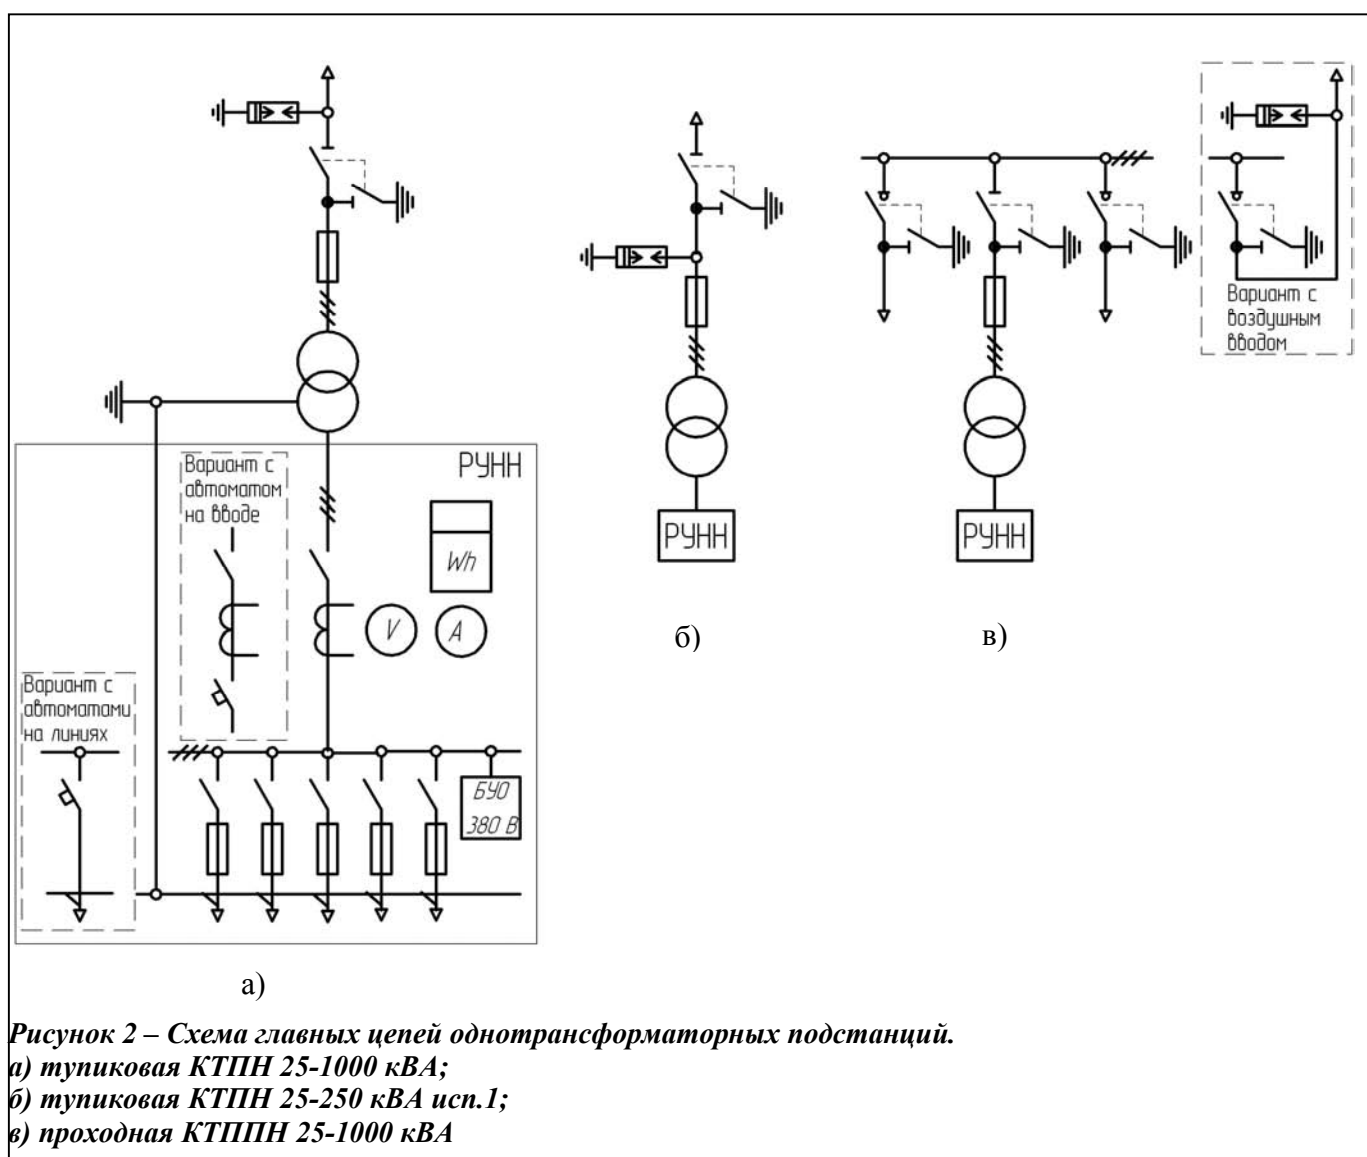 Вариант с
воздушным
вводом
РУНН
Вариант с
автоматом
на вводе
Wh
V
A
РУНН
РУНН
б)
в)
Вариант с
автоматами
на линиях
БУО
380 В
а)
Рисунок 2 – Схема главных цепей однотрансформаторных подстанций.
а) тупиковая КТПН 25-1000 кВА;
б) тупиковая КТПН 25-250 кВА исп.1;
в) проходная КТППН 25-1000 кВА